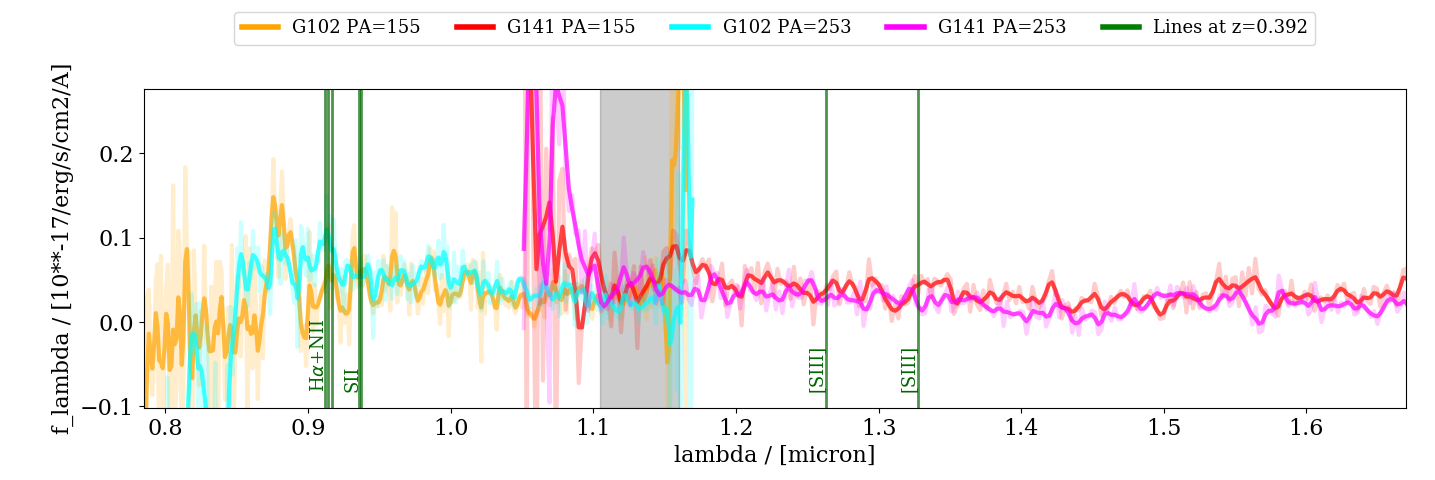 G102 PA=155 G141 PA=155 G102 PA=253 G141 PA=253 Lines at z=0.392
f_lambda / [10**-17/erg/s/cm2/A]
0.2
0.1
0.0
−0.1
Hα+NII
SII
[SIII]
[SIII]
0.8 0.9 1.0 1.1 1.2 1.3 1.4 1.5 1.6
lambda / [micron]